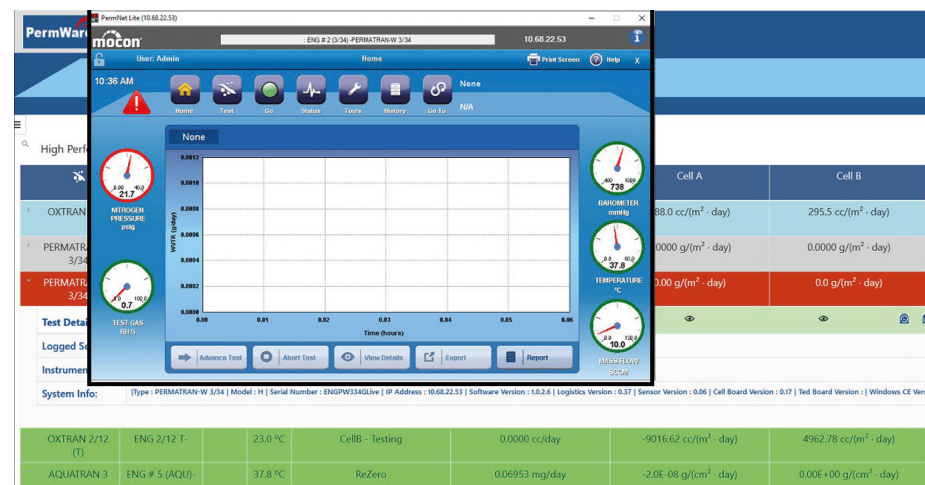 PermNet Lite (10.68.22.53)
PermWar
mocon
: ENG # 2 (3/34) -PERMATRAN-W 3/34
10.68.22.53
User: Admin
Home
Print Screen
Help
X
10:36 AM
Home
Test
Go
Status
Tools
History
Go To
None
N/A
None
High Perf
Cell A
Cell B
21.7
NITROGEN
PRESSURE
psig
0.7
TEST GAS
RH%
WVTR (g/day)
0.0012
0.0010
0.0008
0.0006
0.0004
0.0002
0.0000
0.00
0.01
0.02
0.03
0.04
0.05
0.06
Time (hours)
738
BAROMETER
mmHg
37.8
TEMPERATURE
°C
10.0
MASS FLOW
SCCM
Advance Test
Abort Test
View Details
Export
Report
OXTRAN
88.0 cc/(m² · day)
295.5 cc/(m² · day)
PERMATR
3/34
0000 g/(m² · day)
0.0000 g/(m² · day)
PERMATR
3/34
0.00 g/(m² · day)
0.0 g/(m² · day)
Test Detai
Logged Se
Instrumen
System Info:
|Type : PERMATRAN-W 3/34 | Model : H | Serial Number : ENGPW334GLive | IP Address : 10.68.22.53 | Software Version : 1.0.2.6 | Logistics Version : 0.37 | Sensor Version : 0.06 | Cell Board Version : 0.17 | Ted Board Version : | Windows CE Ver
OXTRAN 2/12
(T)
ENG 2/12 T-
23.0 ºC
CellB - Testing
0.0000 cc/day
-9016.62 cc/(m² · day)
4962.78 cc/(m² · day)
AQUATRAN 3
ENG # 5 (AQU)-
37.8 ºC
ReZero
0.06953 mg/day
-2.0E-08 g/(cm² · day)
0.00E+00 g/(cm² · day)